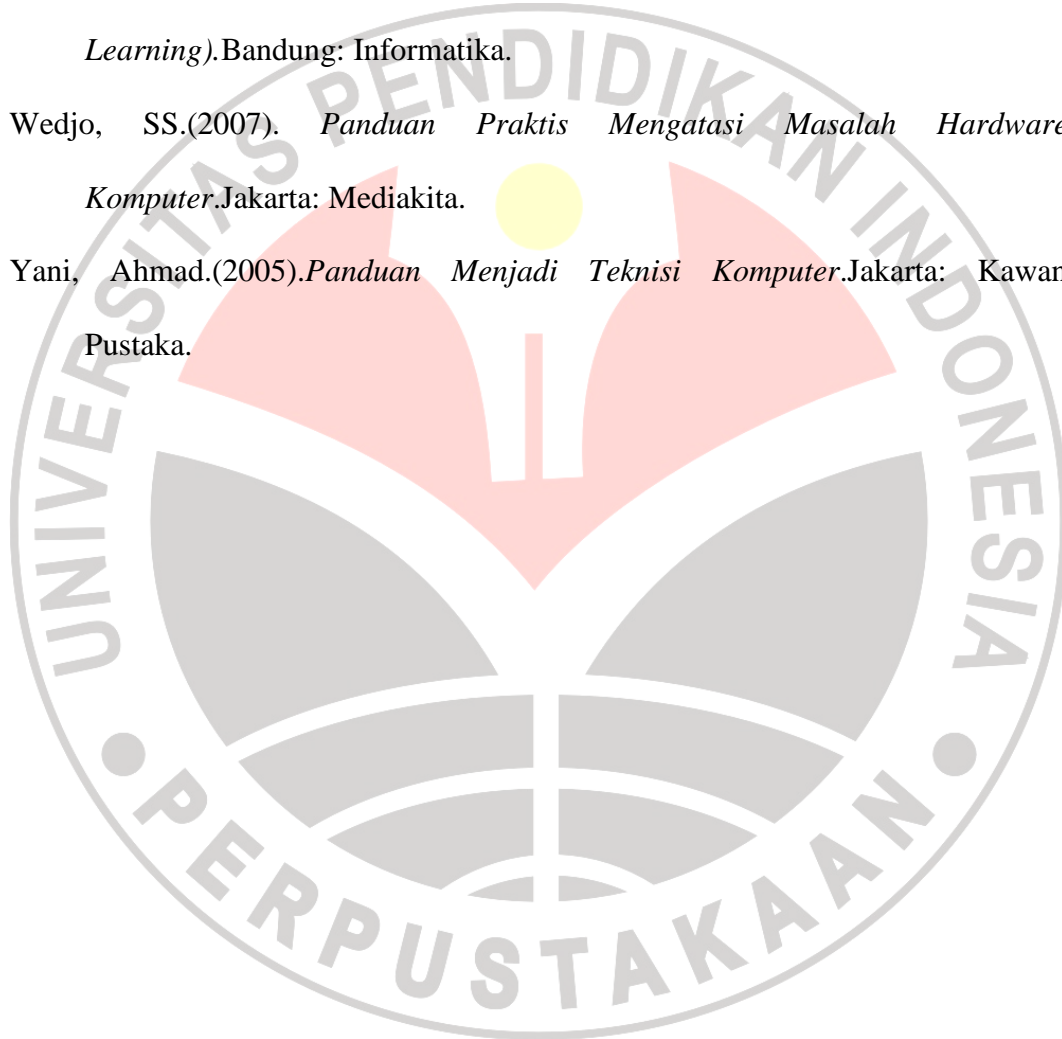 Learning).Bandung: Informatika.
Wedjo, SS.(2007). Panduan Praktis Mengatasi Masalah Hardware
Komputer.Jakarta: Mediakita.
Yani, Ahmad.(2005).Panduan Menjadi Teknisi Komputer.Jakarta: Kawan
Pustaka.
UNIVERSITAS PENDIDIKAN INDONESIA
PERPUSTAKAAN